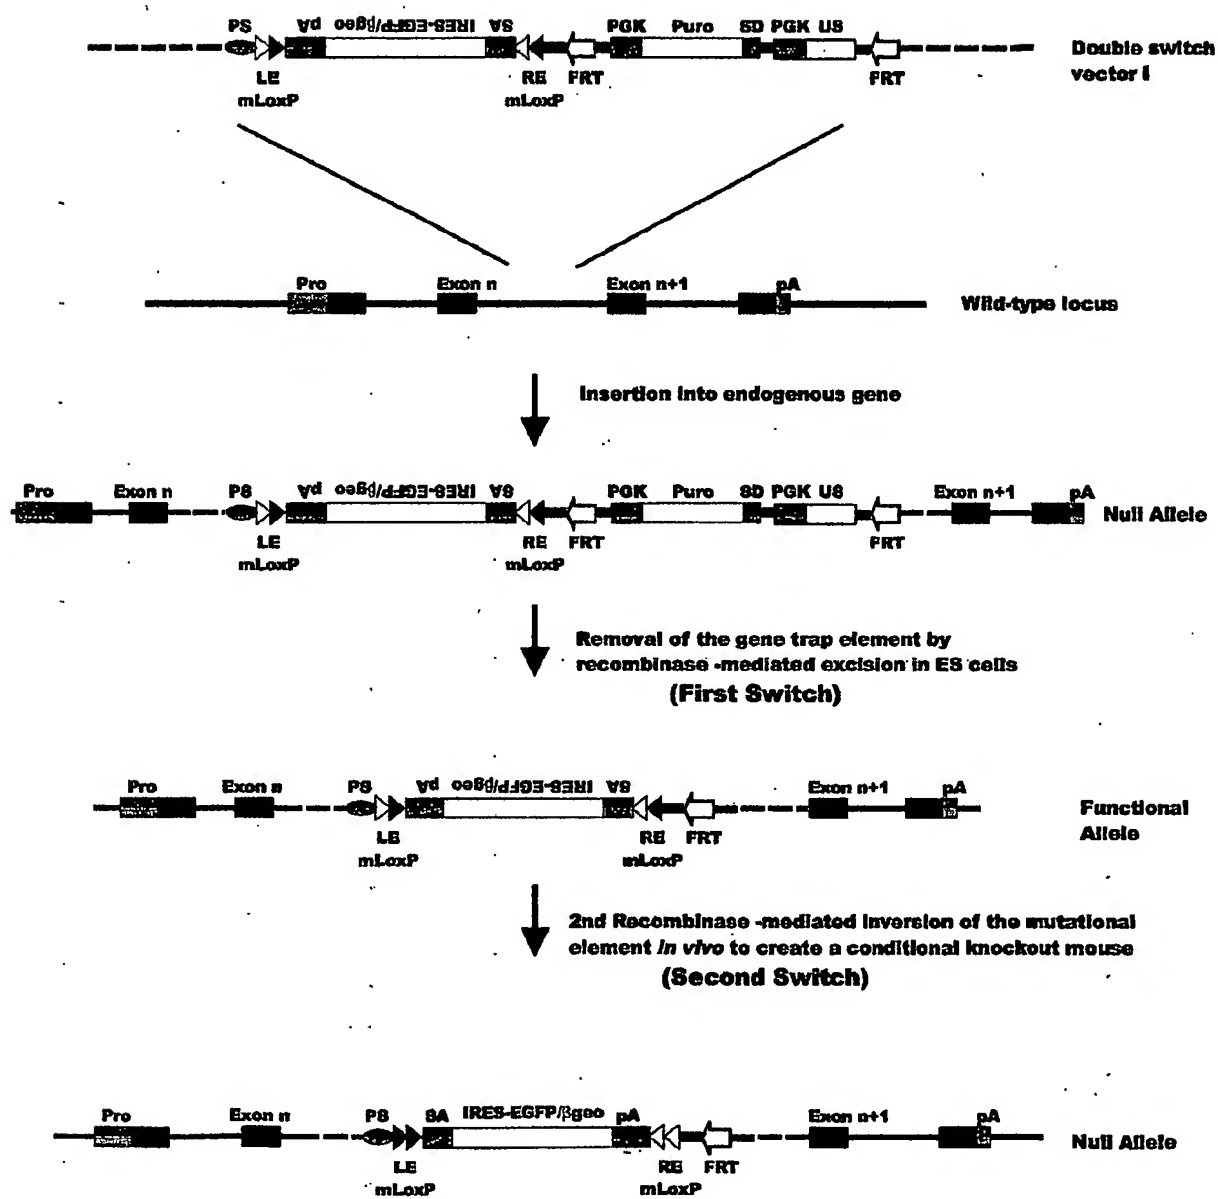 PS pA IRES-EGFP/βgeo SA PGK Puro SD PGK US
LE RE FRT FRT
mLoxP mLoxP
Double switch
vector I
Pro Exon n Exon n+1 pA
Wild-type locus
Insertion into endogenous gene
Pro Exon n PS pA IRES-EGFP/βgeo SA PGK Puro SD PGK US Exon n+1 pA
Null Allele
LE RE FRT FRT
mLoxP mLoxP
Removal of the gene trap element by
recombinase -mediated excision in ES cells
(First Switch)
Pro Exon n PS pA IRES-EGFP/βgeo SA Exon n+1 pA
LE RE FRT
mLoxP mLoxP
Functional
Allele
2nd Recombinase -mediated inversion of the mutational
element in vivo to create a conditional knockout mouse
(Second Switch)
Pro Exon n PS SA IRES-EGFP/βgeo pA Exon n+1 pA
Null Allele
LE RE FRT
mLoxP mLoxP